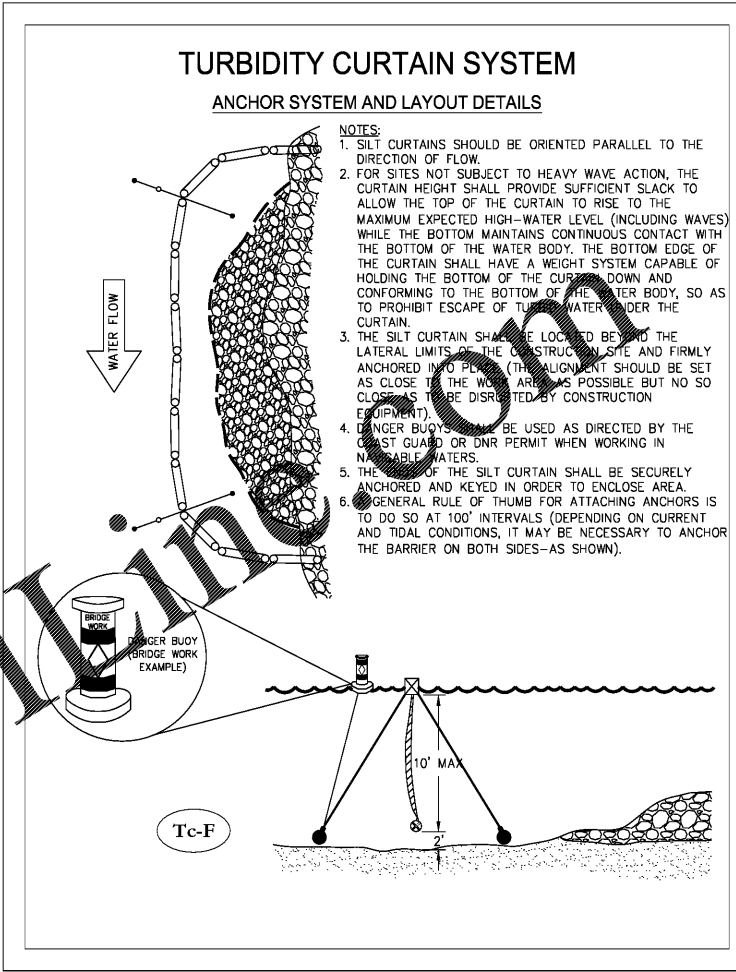 TURBIDITY CURTAIN SYSTEM
ANCHOR SYSTEM AND LAYOUT DETAILS
NOTES:
1. SILT CURTAINS SHOULD BE ORIENTED PARALLEL TO THE
DIRECTION OF FLOW.
2. FOR SITES NOT SUBJECT TO HEAVY WAVE ACTION, THE
CURTAIN HEIGHT SHALL PROVIDE SUFFICIENT SLACK TO
ALLOW THE TOP OF THE CURTAIN TO RISE TO THE
MAXIMUM EXPECTED HIGH-WATER LEVEL (INCLUDING WAVES)
WHILE THE BOTTOM MAINTAINS CONTINUOUS CONTACT WITH
THE BOTTOM OF THE WATER BODY. THE BOTTOM EDGE OF
THE CURTAIN SHALL HAVE A WEIGHT SYSTEM CAPABLE OF
HOLDING THE BOTTOM OF THE CURTAIN DOWN AND
CONFORMING TO THE BOTTOM OF THE WATER BODY, SO AS
TO PROHIBIT ESCAPE OF TURBID WATER UNDER THE
CURTAIN.
3. THE SILT CURTAIN SHALL BE LOCATED BEYOND THE
LATERAL LIMITS OF THE CONSTRUCTION SITE AND FIRMLY
ANCHORED INTO PLACE (THE ALIGNMENT SHOULD BE SET
AS CLOSE TO THE WORK AREA AS POSSIBLE BUT NO SO
CLOSE AS TO BE DISRUPTED BY CONSTRUCTION
EQUIPMENT).
4. DANGER BUOYS SHALL BE USED AS DIRECTED BY THE
COAST GUARD OR DNR PERMIT WHEN WORKING IN
NAVIGABLE WATERS.
5. THE OF THE SILT CURTAIN SHALL BE SECURELY
ANCHORED AND KEYED IN ORDER TO ENCLOSE AREA.
6. A GENERAL RULE OF THUMB FOR ATTACHING ANCHORS IS
TO DO SO AT 100' INTERVALS (DEPENDING ON CURRENT
AND TIDAL CONDITIONS, IT MAY BE NECESSARY TO ANCHOR
THE BARRIER ON BOTH SIDES-AS SHOWN).
WATER FLOW
BRIDGE
WORK
DANGER BUOY
(BRIDGE WORK
EXAMPLE)
10' MAX
2'
Tc-F
iLine.com